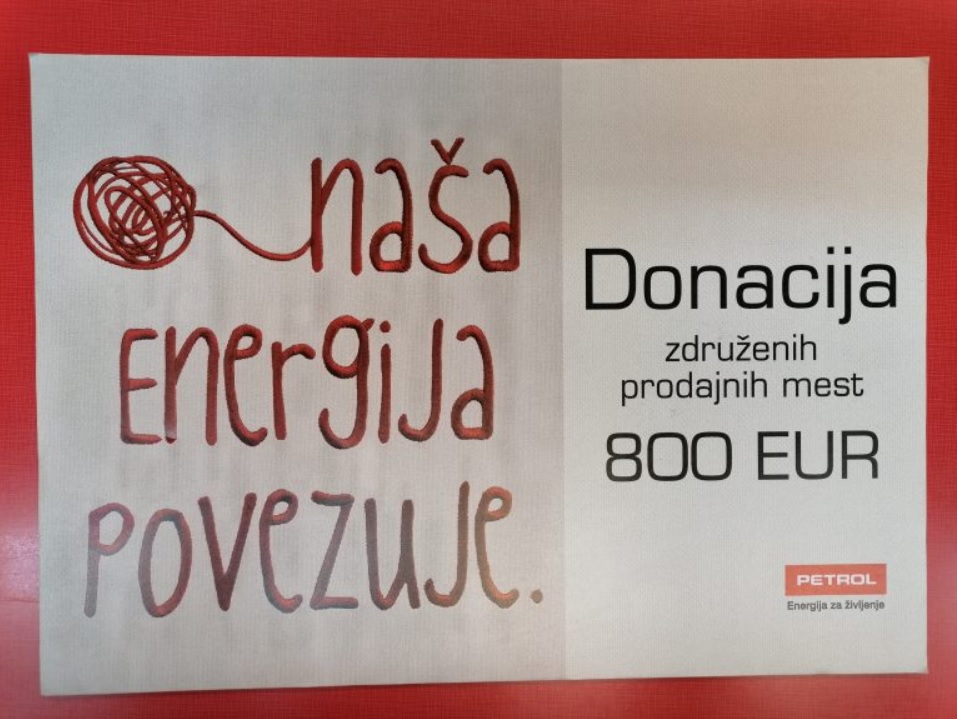 naša
Energija
povezuje.
Donacija
združenih
prodajnih mest
800 EUR
PETROL
Energija za življenje